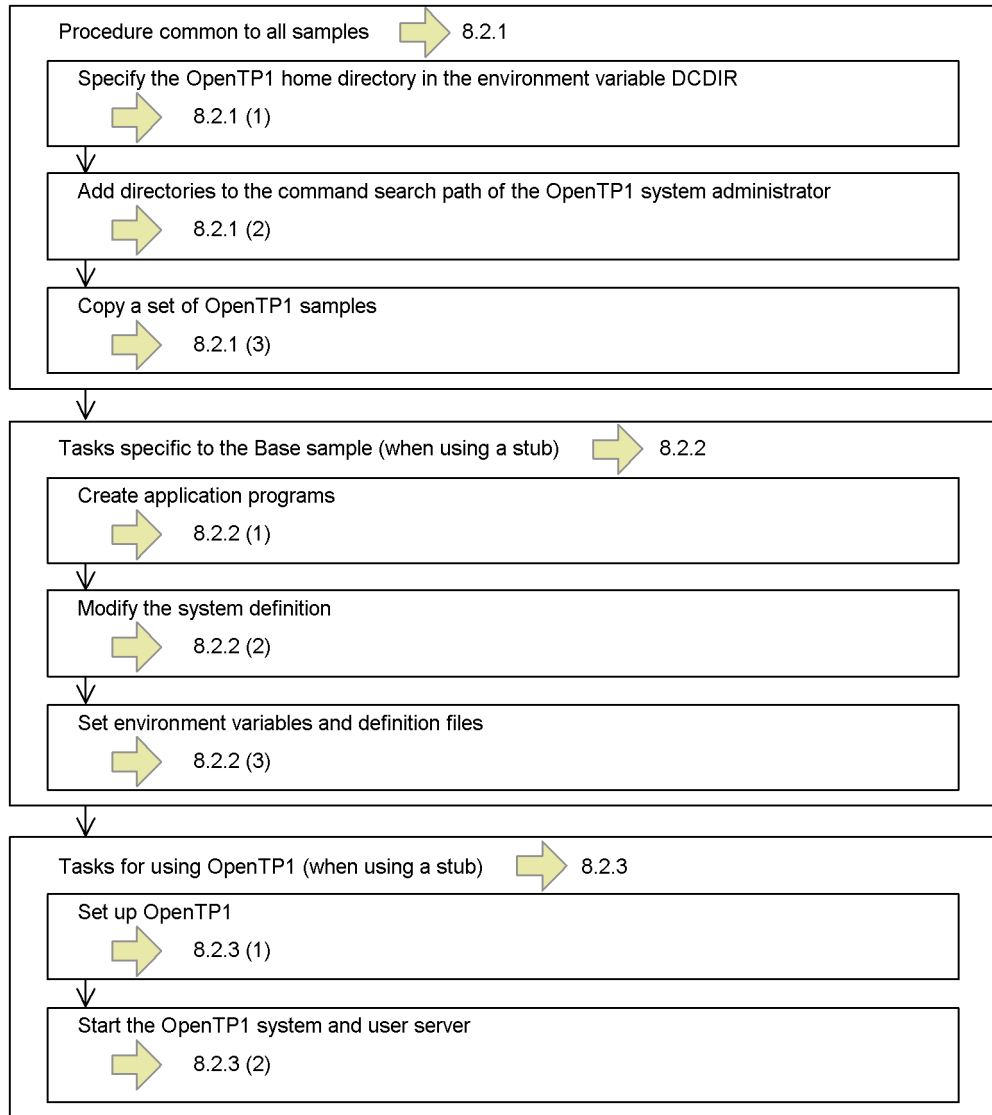 Procedure common to all samples 8.2.1
Specify the OpenTP1 home directory in the environment variable DCDIR
8.2.1 (1)
Add directories to the command search path of the OpenTP1 system administrator
8.2.1 (2)
Copy a set of OpenTP1 samples
8.2.1 (3)
Tasks specific to the Base sample (when using a stub) 8.2.2
Create application programs
8.2.2 (1)
Modify the system definition
8.2.2 (2)
Set environment variables and definition files
8.2.2 (3)
Tasks for using OpenTP1 (when using a stub) 8.2.3
Set up OpenTP1
8.2.3 (1)
Start the OpenTP1 system and user server
8.2.3 (2)